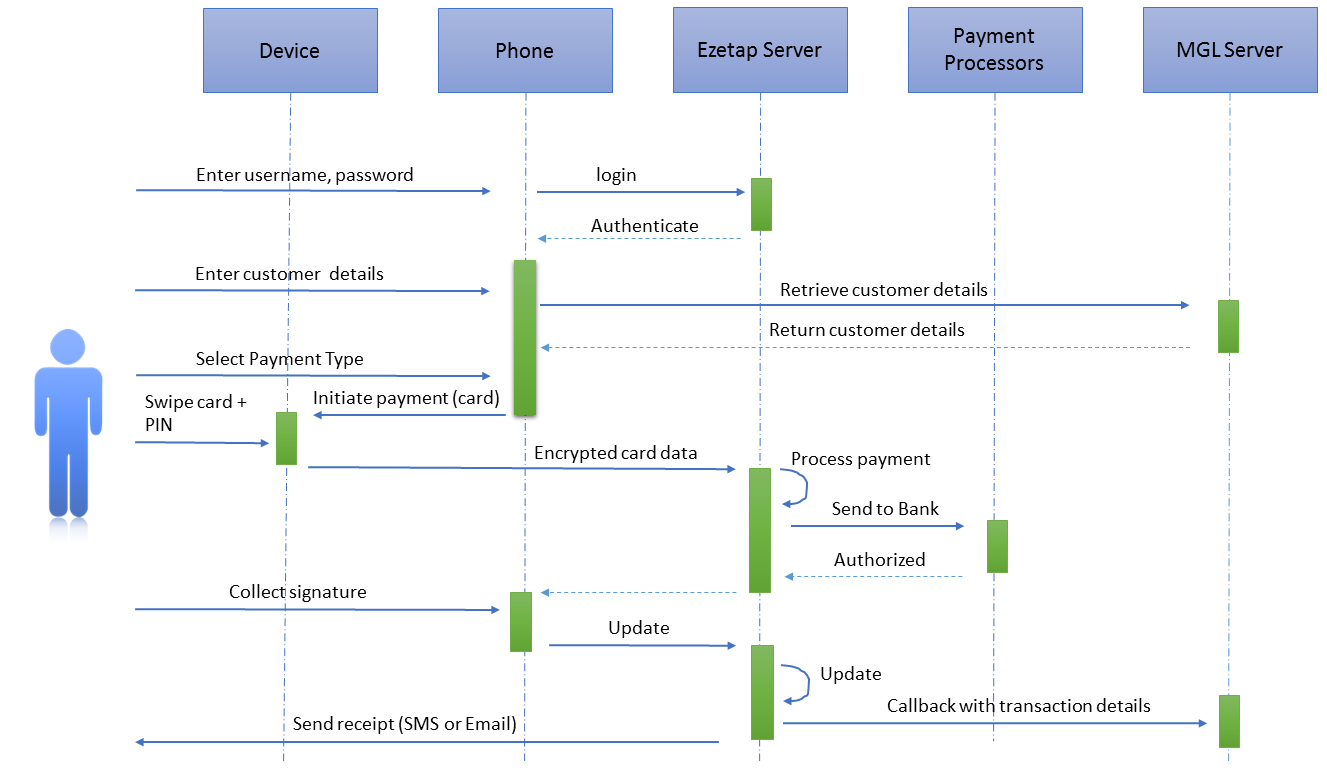 Device
Phone
Ezetap Server
Payment
Processors
MGL Server
Enter username, password
login
Authenticate
Enter customer details
Retrieve customer details
Return customer details
Select Payment Type
Initiate payment (card)
Swipe card +
PIN
Encrypted card data
Process payment
Send to Bank
Authorized
Collect signature
Update
Update
Callback with transaction details
Send receipt (SMS or Email)